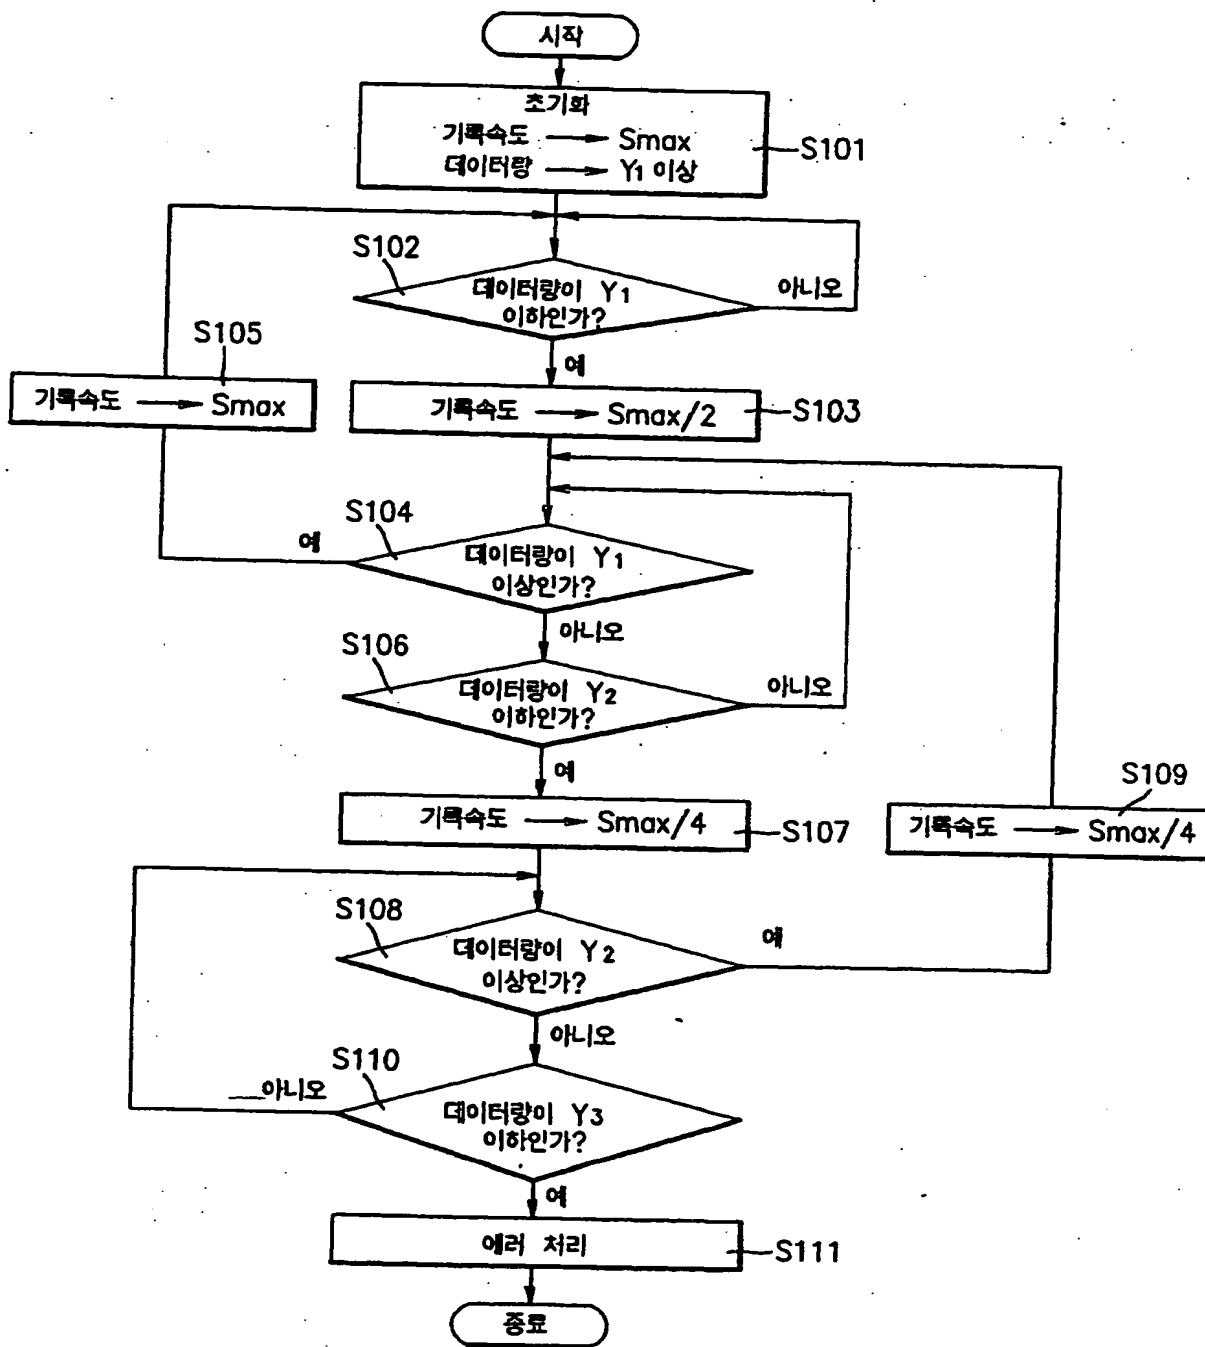 시작
초기화
기록속도 → Smax
데이터량 → Y1 이상
S101
S102
데이터량이 Y1
이하인가?
아니오
예
S105
기록속도 → Smax
기록속도 → Smax/2
S103
S104
예
데이터량이 Y1
이상인가?
아니오
S106
데이터량이 Y2
이하인가?
아니오
예
기록속도 → Smax/4
S107
S109
기록속도 → Smax/4
S108
데이터량이 Y2
이상인가?
예
아니오
S110
아니오
데이터량이 Y3
이하인가?
예
에러 처리
S111
종료